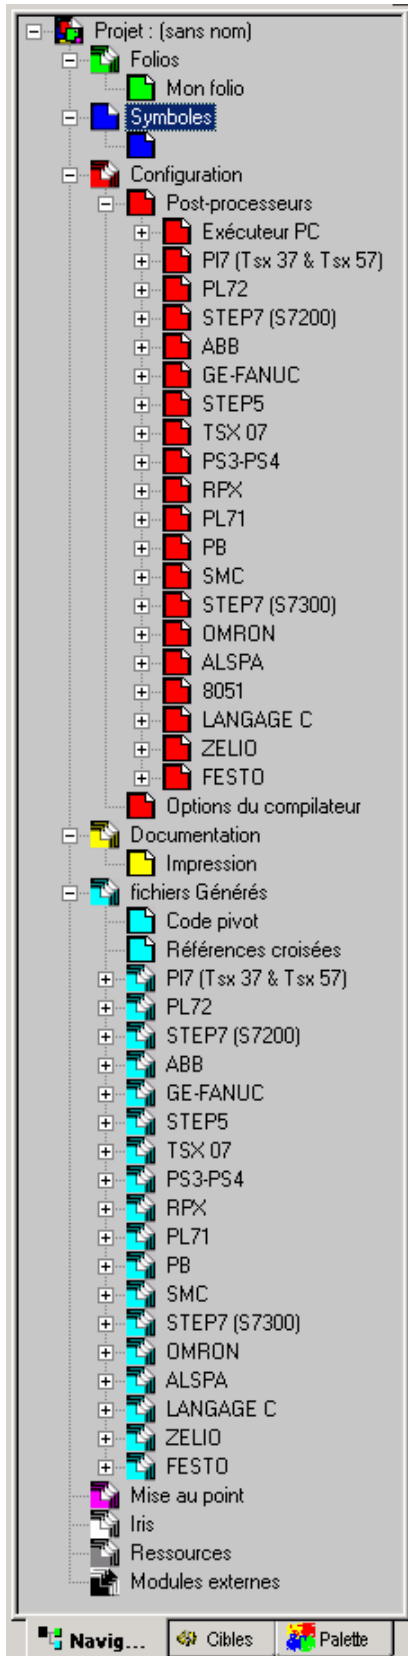 Projet : (sans nom)
Folios
Mon folio
Symboles
Configuration
Post-processeurs
Exécuteur PC
PI7 (Tsx 37 & Tsx 57)
PL72
STEP7 (S7200)
ABB
GE-FANUC
STEP5
TSX 07
PS3-PS4
RPX
PL71
PB
SMC
STEP7 (S7300)
OMRON
ALSPA
8051
LANGAGE C
ZELIO
FESTO
Options du compilateur
Documentation
Impression
fichiers Générés
Code pivot
Références croisées
PI7 (Tsx 37 & Tsx 57)
PL72
STEP7 (S7200)
ABB
GE-FANUC
STEP5
TSX 07
PS3-PS4
RPX
PL71
PB
SMC
STEP7 (S7300)
OMRON
ALSPA
LANGAGE C
ZELIO
FESTO
Mise au point
Iris
Ressources
Modules externes
Navig... Cibles Palette